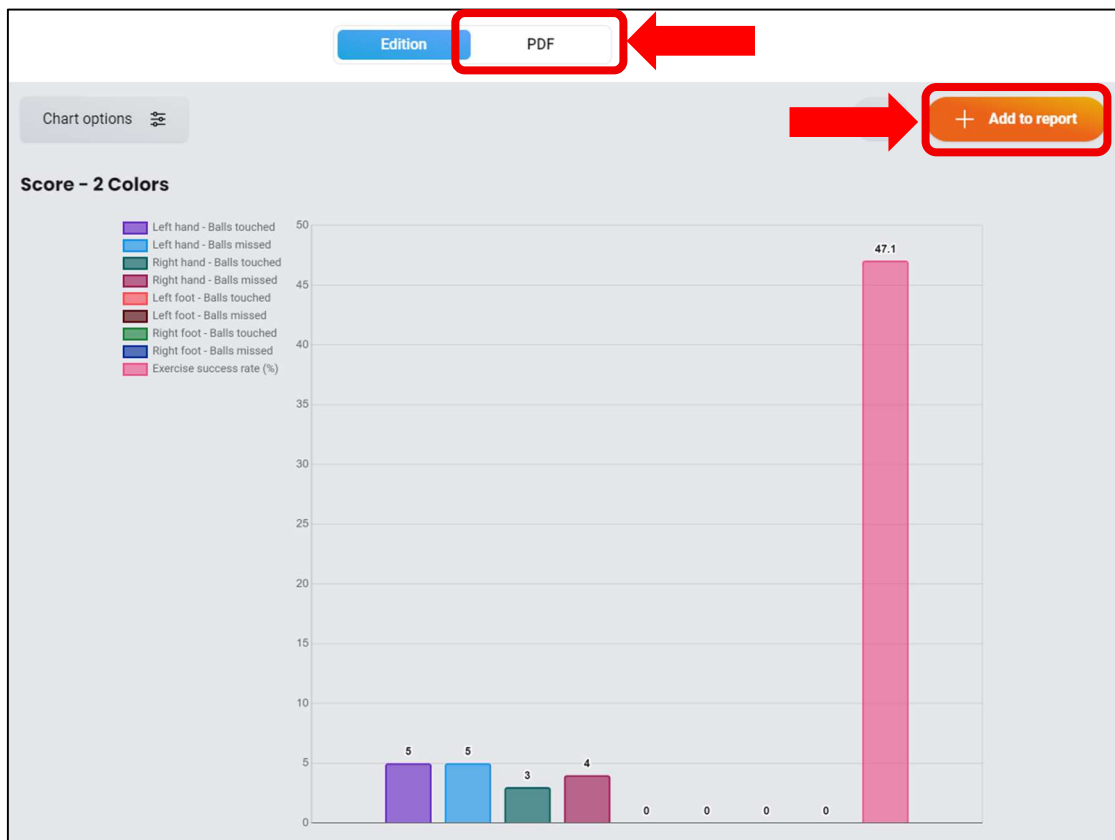 Edition PDF
Chart options
+ Add to report
Score - 2 Colors
Left hand - Balls touched
Left hand - Balls missed
Right hand - Balls touched
Right hand - Balls missed
Left foot - Balls touched
Left foot - Balls missed
Right foot - Balls touched
Right foot - Balls missed
Exercise success rate (%)
50
45
40
35
30
25
20
15
10
5
0
5 5 3 4 0 0 0 0 47.1